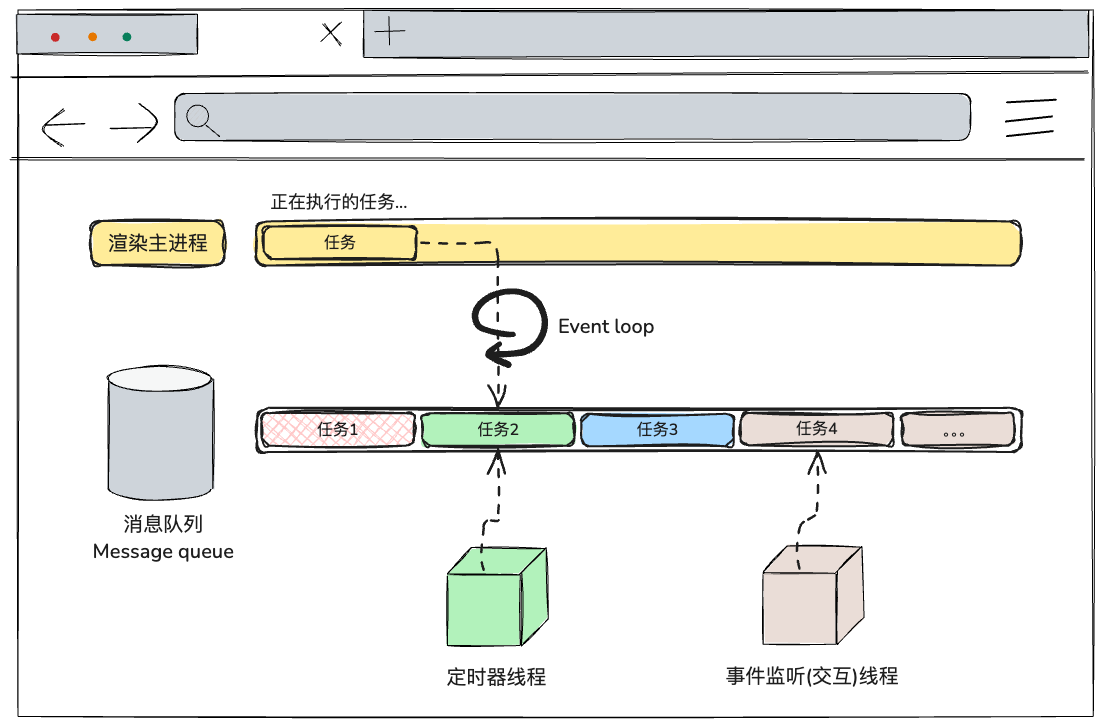 正在执行的任务...
渲染主进程
任务
Event loop
任务1
任务2
任务3
任务4
...
消息队列
Message queue
定时器线程
事件监听(交互)线程